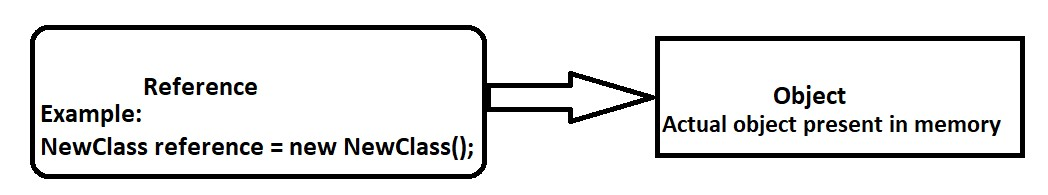 Reference
Example:
NewClass reference = new NewClass();
Object
Actual object present in memory